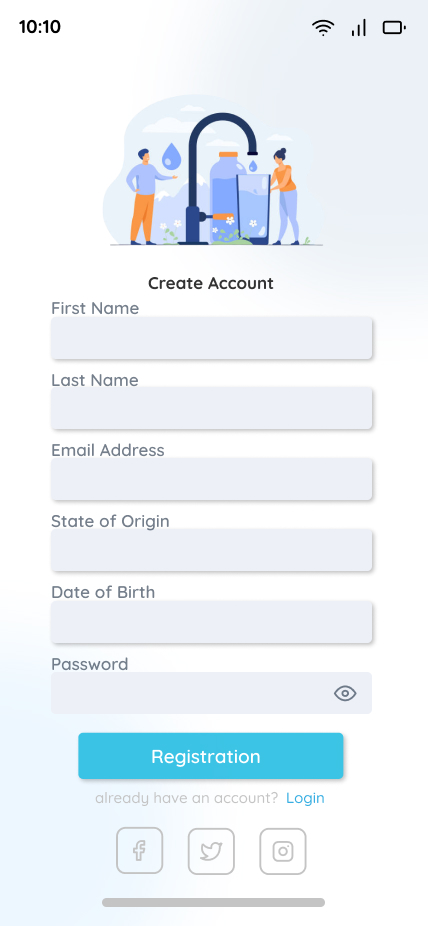 10:10
Create Account
First Name
Last Name
Email Address
State of Origin
Date of Birth
Password
Registration
already have an account? Login